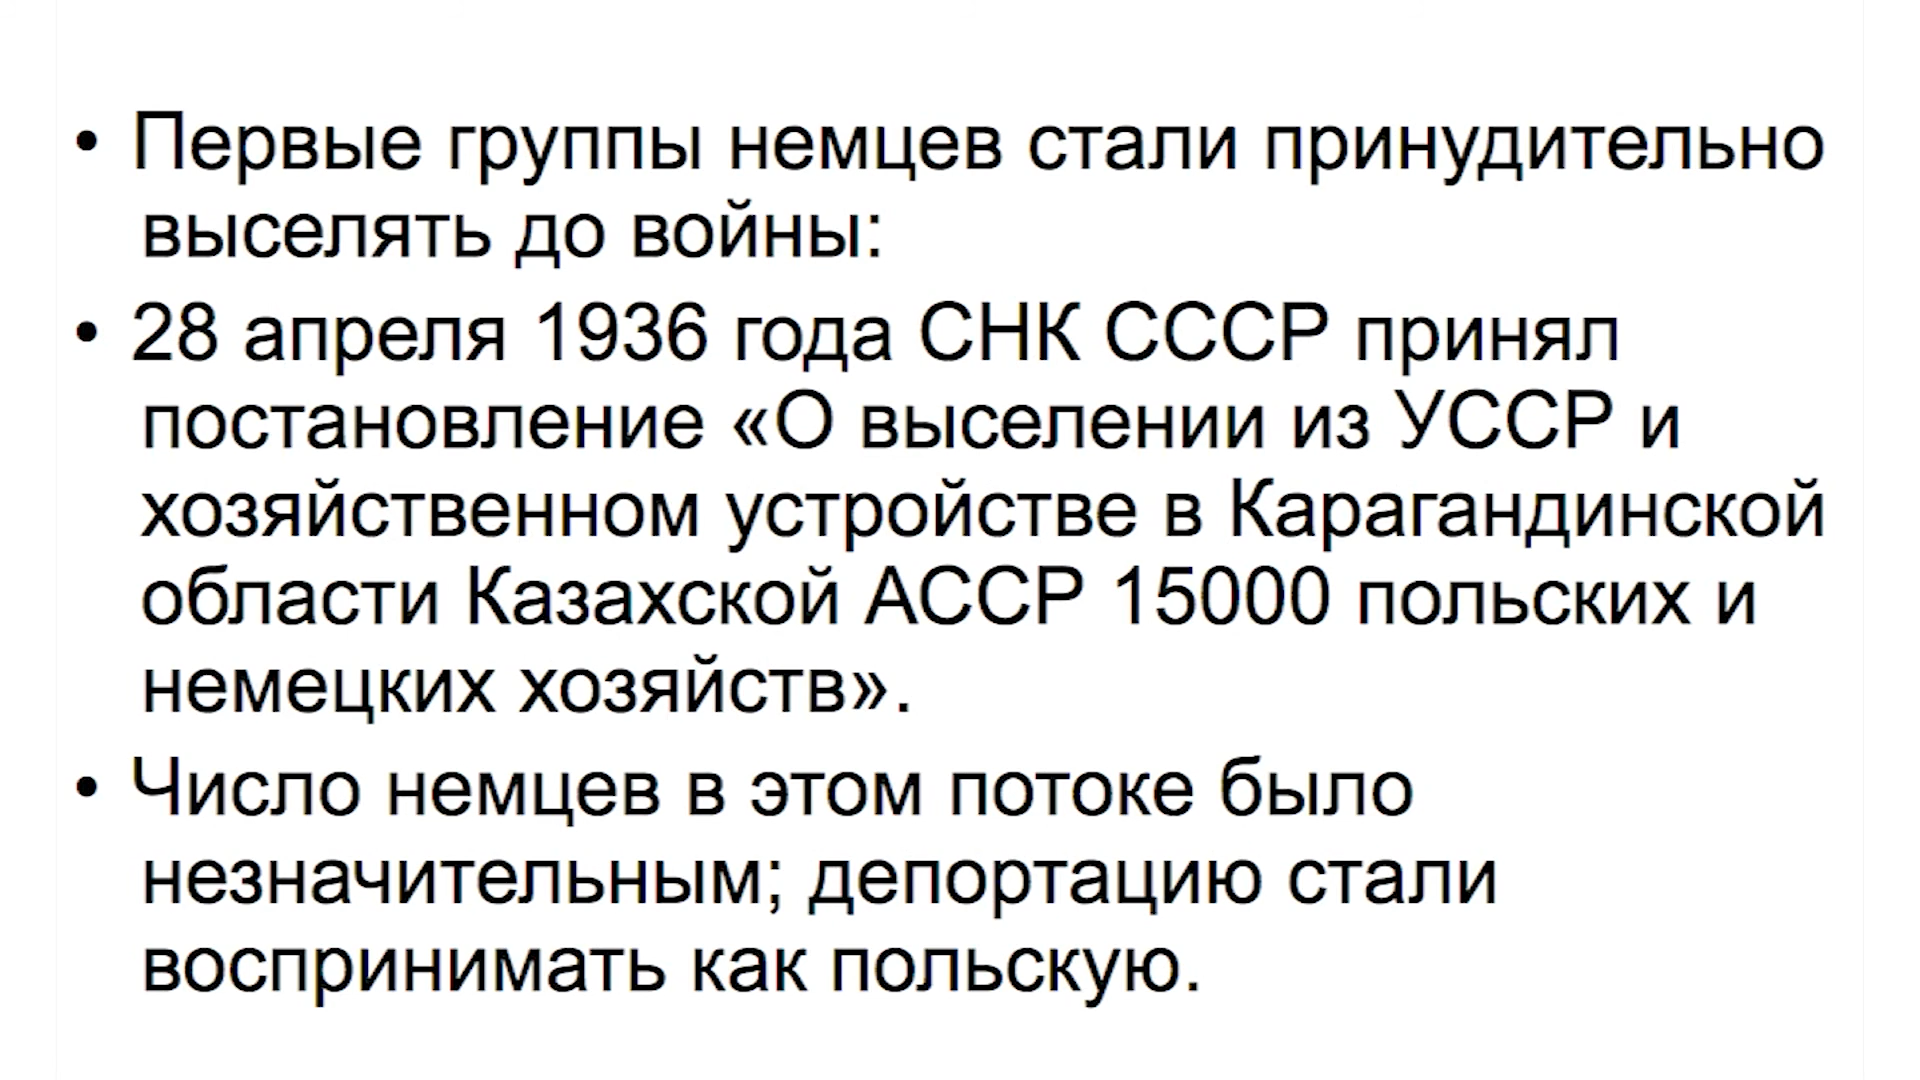 • Первые группы немцев стали принудительно
выселять до войны:
• 28 апреля 1936 года СНК СССР принял
постановление «О выселении из УССР и
хозяйственном устройстве в Карагандинской
области Казахской АССР 15000 польских и
немецких хозяйств».
• Число немцев в этом потоке было
незначительным; депортацию стали
воспринимать как польскую.